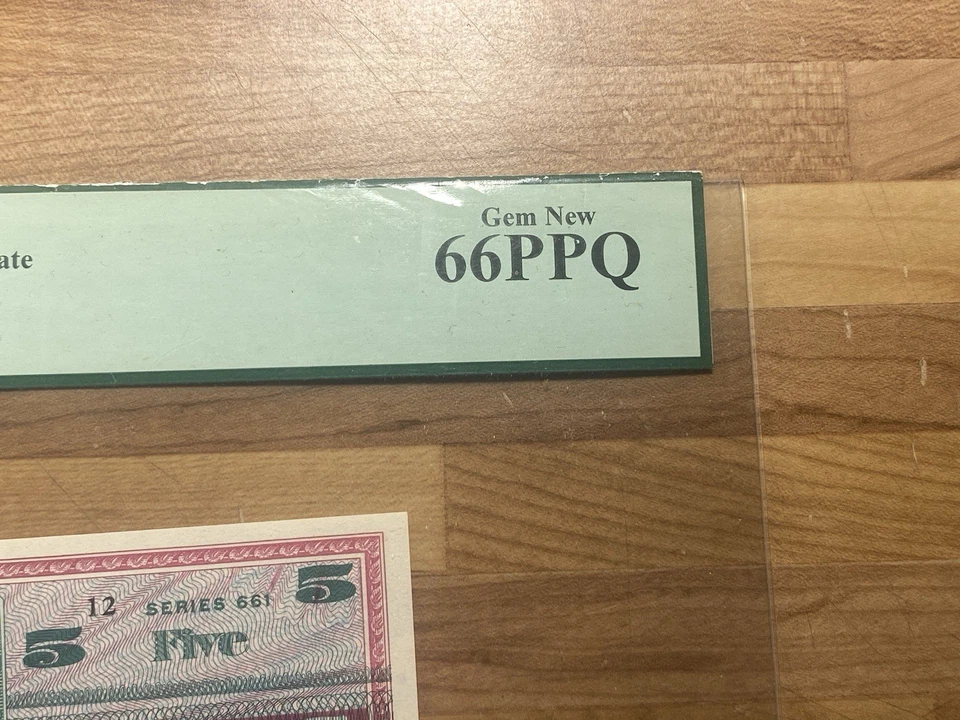 Gem New
66PPQ
ate
5
12 SERIES 661
5 Five